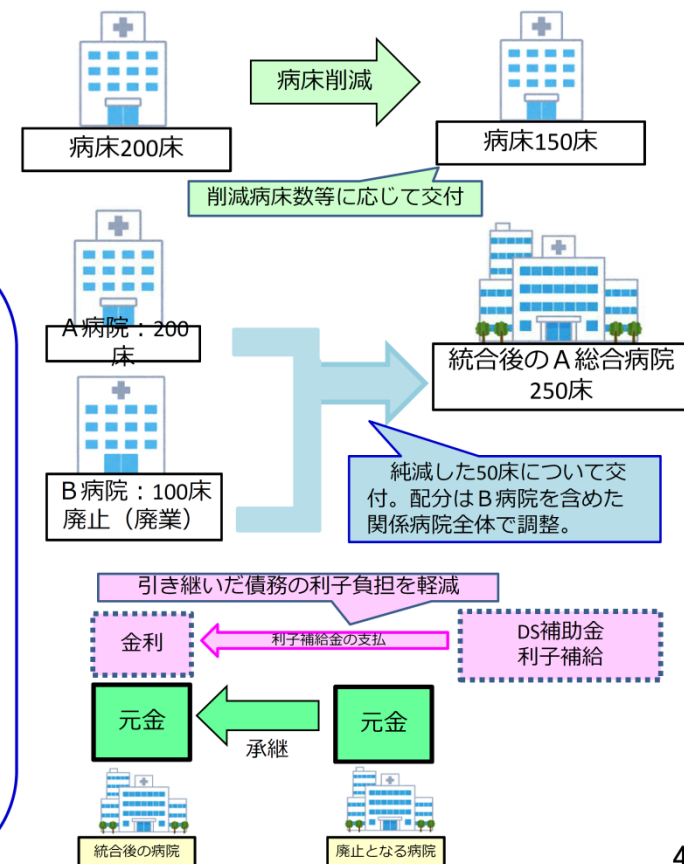 病床削減
病床200床
病床150床
削減病床数等に応じて交付
A病院：200
床
統合後のA総合病院
250床
B病院：100床
廃止（廃業）
純減した50床について交
付。配分はB病院を含めた
関係病院全体で調整。
引き継いだ債務の利子負担を軽減
金利
利子補給金の支払
DS補助金
利子補給
元金
元金
承継
統合後の病院
廃止となる病院
4